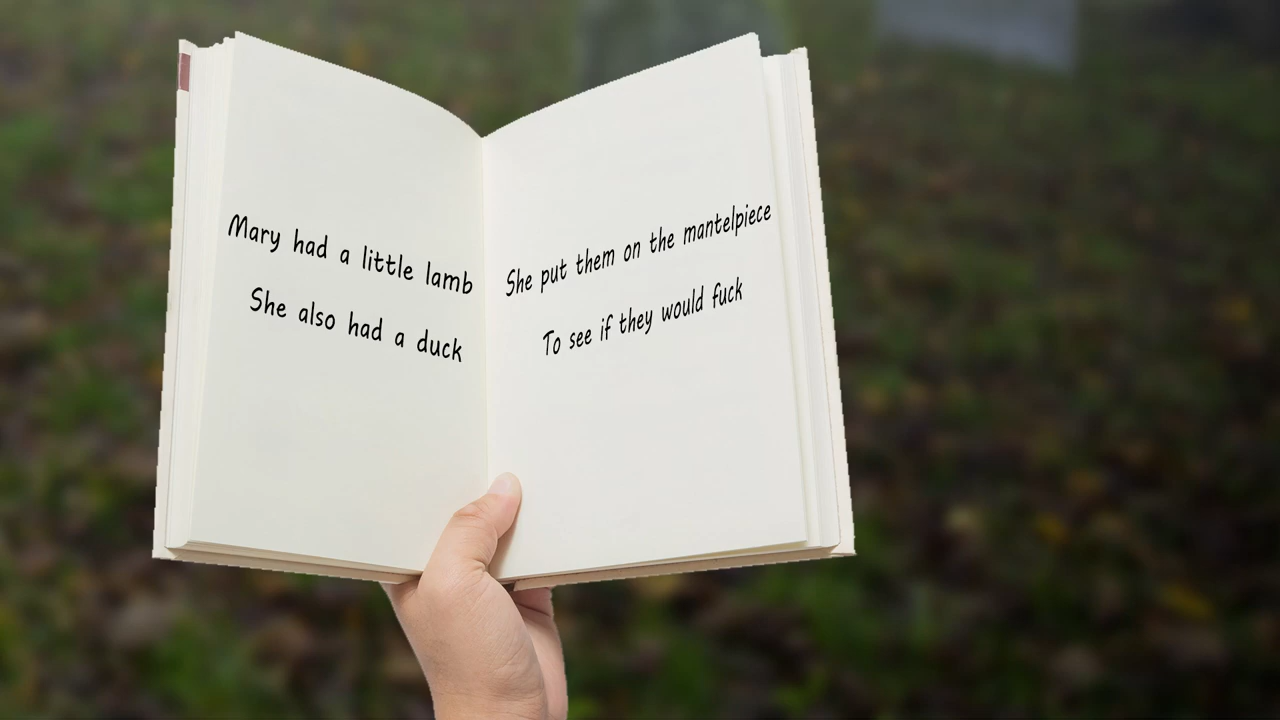 Mary had a little lamb
She also had a duck
She put them on the mantelpiece
To see if they would fuck